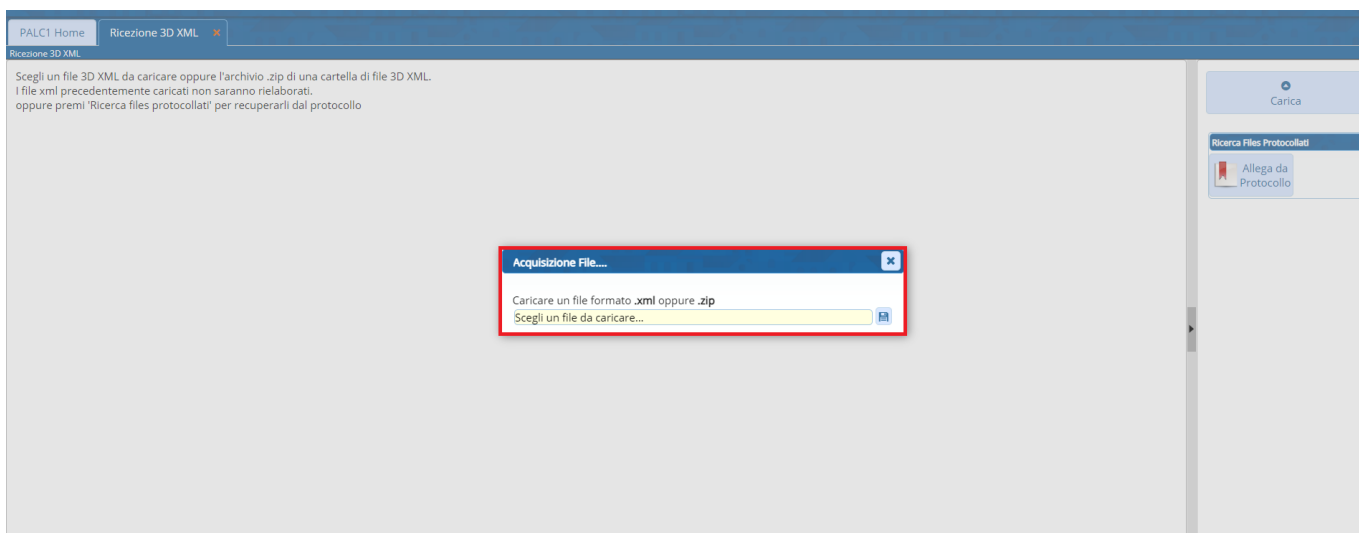 PALC1 Home
Ricezione 3D XML
Ricezione 3D XML
Scegli un file 3D XML da caricare oppure l'archivio .zip di una cartella di file 3D XML.
I file xml precedentemente caricati non saranno rielaborati.
oppure premi 'Ricerca files protocollati' per recuperarli dal protocollo
Carica
Ricerca Files Protocollati
Allega da
Protocollo
Acquisizione File....
Caricare un file formato .xml oppure .zip
Scegli un file da caricare...